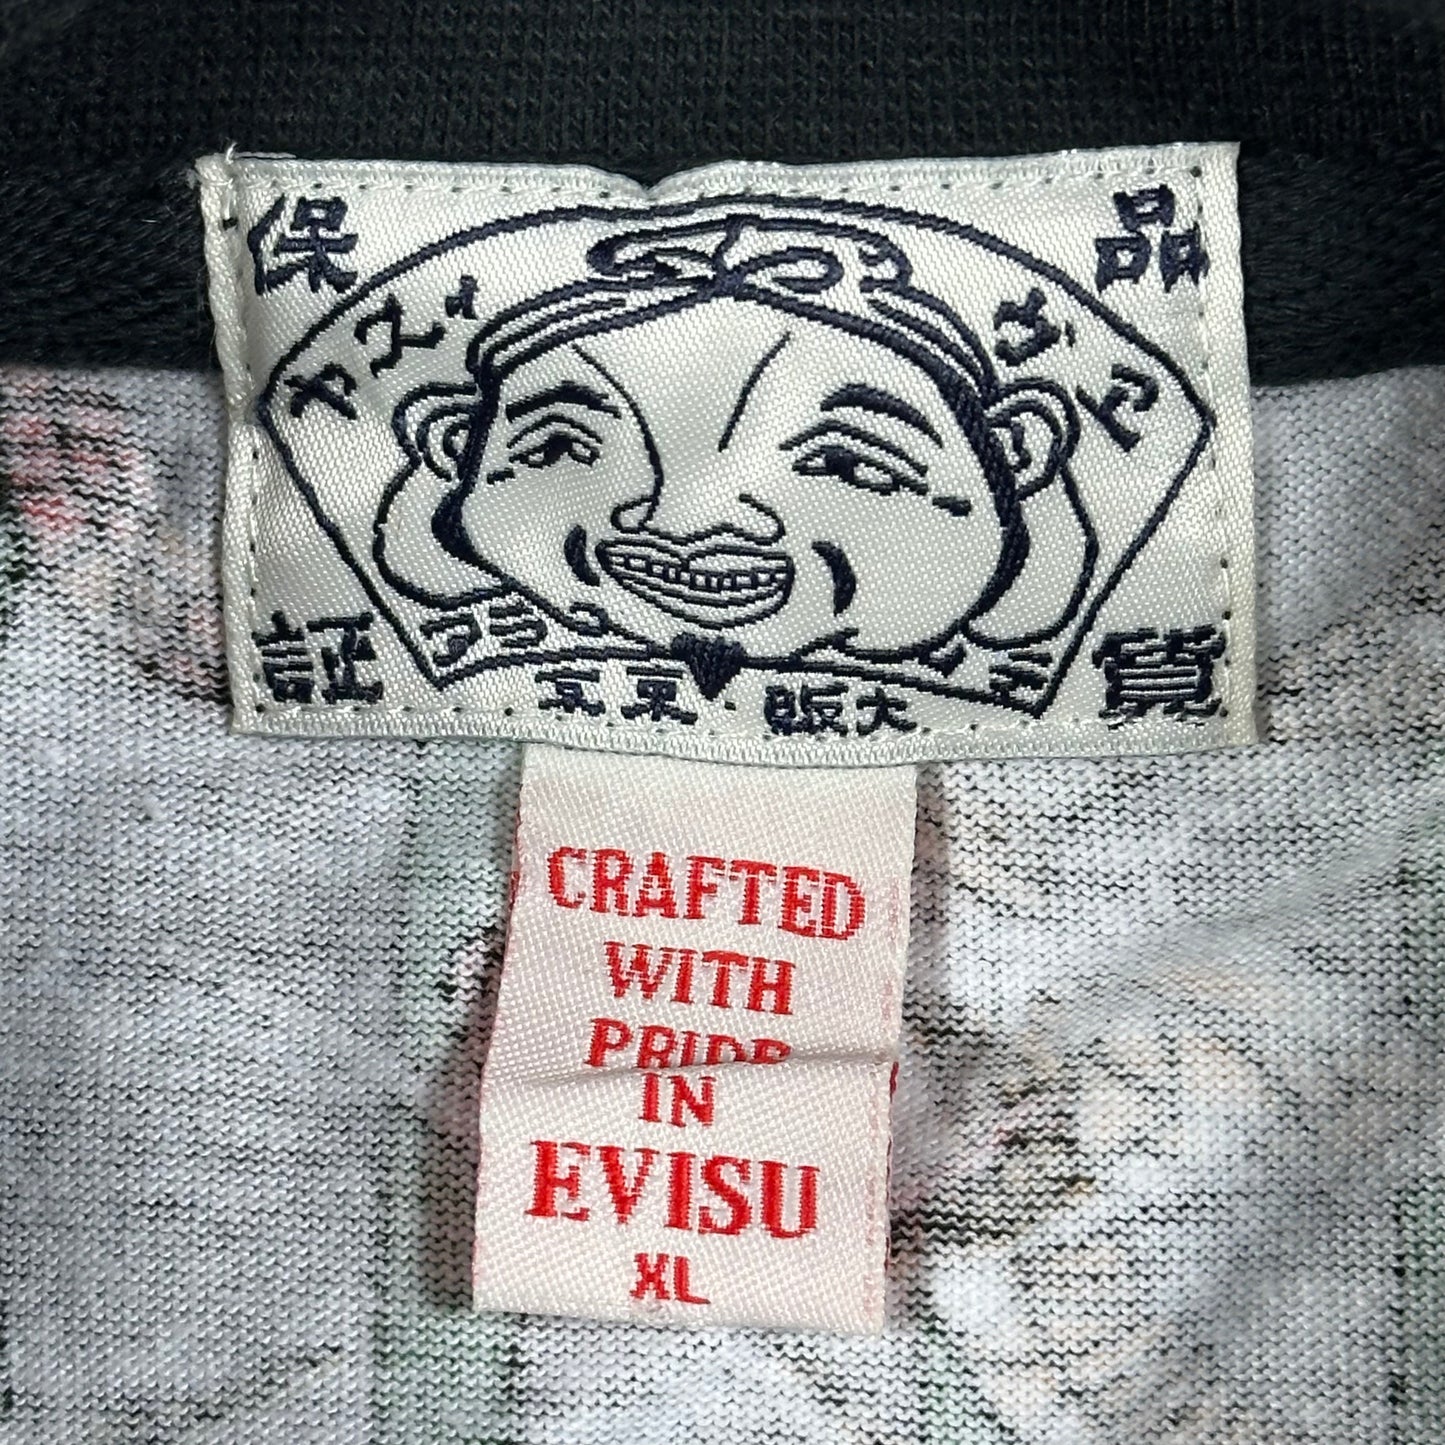 保 品
証 質
京東 阪大
CRAFTED
WITH
PRIDE
IN
EVISU
XL